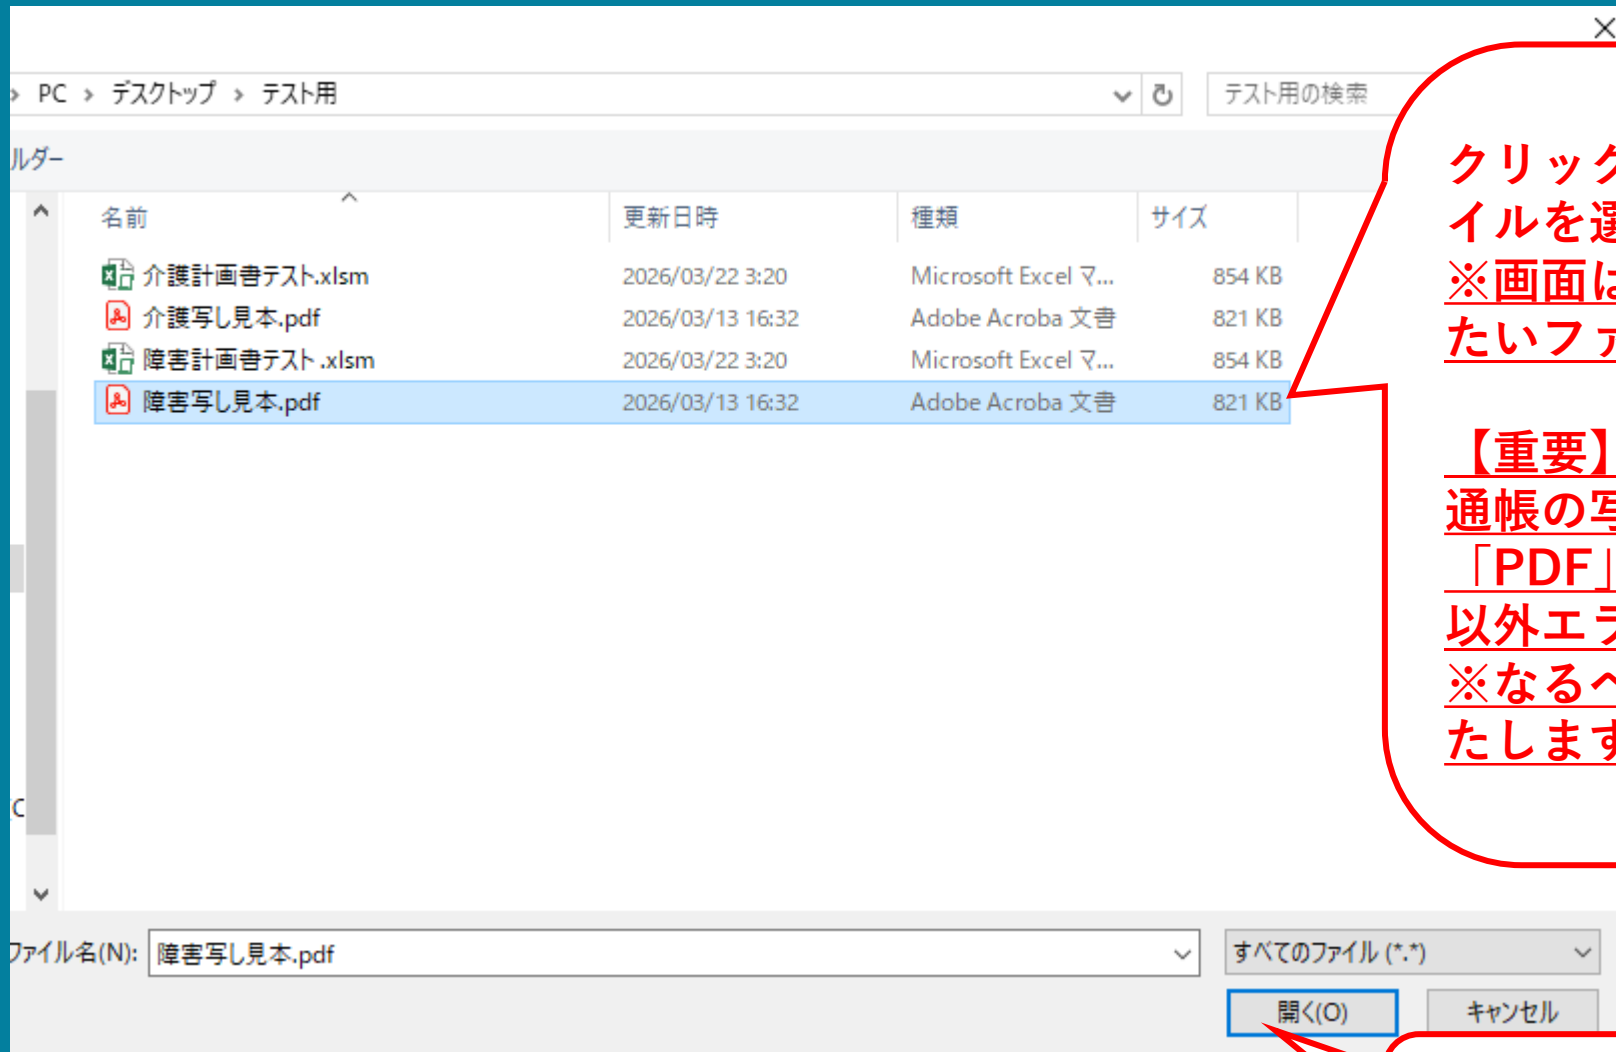 PC › デスクトップ › テスト用
テスト用の検索
ルダー
名前 更新日時 種類 サイズ
介護計画書テスト.xlsm 2026/03/22 3:20 Microsoft Excel マ... 854 KB
介護写し見本.pdf 2026/03/13 16:32 Adobe Acroba 文書 821 KB
障害計画書テスト .xlsm 2026/03/22 3:20 Microsoft Excel マ... 854 KB
障害写し見本.pdf 2026/03/13 16:32 Adobe Acroba 文書 821 KB
クリック
イルを選
※画面は
たいファ
【重要】
通帳の写
「PDF」
以外エラ
※なるべ
たします
C
ファイル名(N): 障害写し見本.pdf
すべてのファイル (*.*)
開く(O) キャンセル